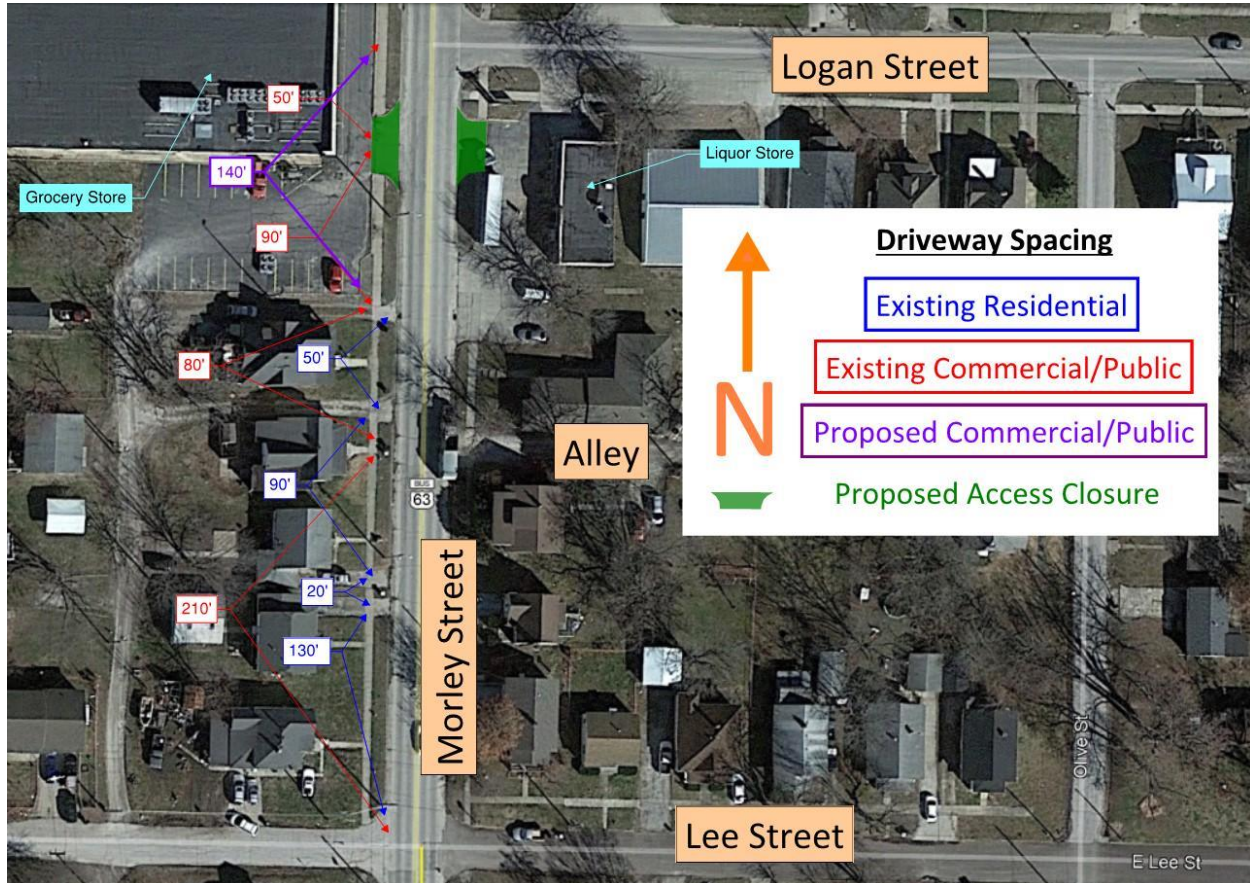 Logan Street
50'
Liquor Store
140'
Grocery Store
90'
Driveway Spacing
Existing Residential
Existing Commercial/Public
Proposed Commercial/Public
Proposed Access Closure
N
80'
50'
Alley
90'
BUS
63
20'
210'
130'
Morley Street
Olive St
Lee Street
E Lee St